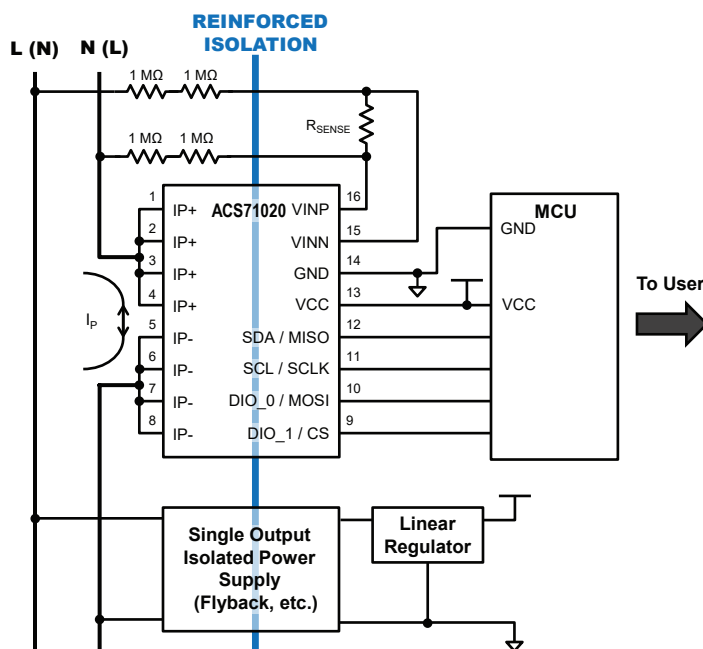 REINFORCED
ISOLATION
L (N)
N (L)
1 MΩ
1 MΩ
RSENSE
1 MΩ
1 MΩ
ACS71020
1
IP+
2
IP+
3
IP+
4
IP+
5
IP-
6
IP-
7
IP-
8
IP-
VINP
16
VINN
15
GND
14
VCC
13
SDA / MISO
12
SCL / SCLK
11
DIO_0 / MOSI
10
DIO_1 / CS
9
IP
MCU
GND
VCC
To User
Single Output
Isolated Power
Supply
(Flyback, etc.)
Linear
Regulator